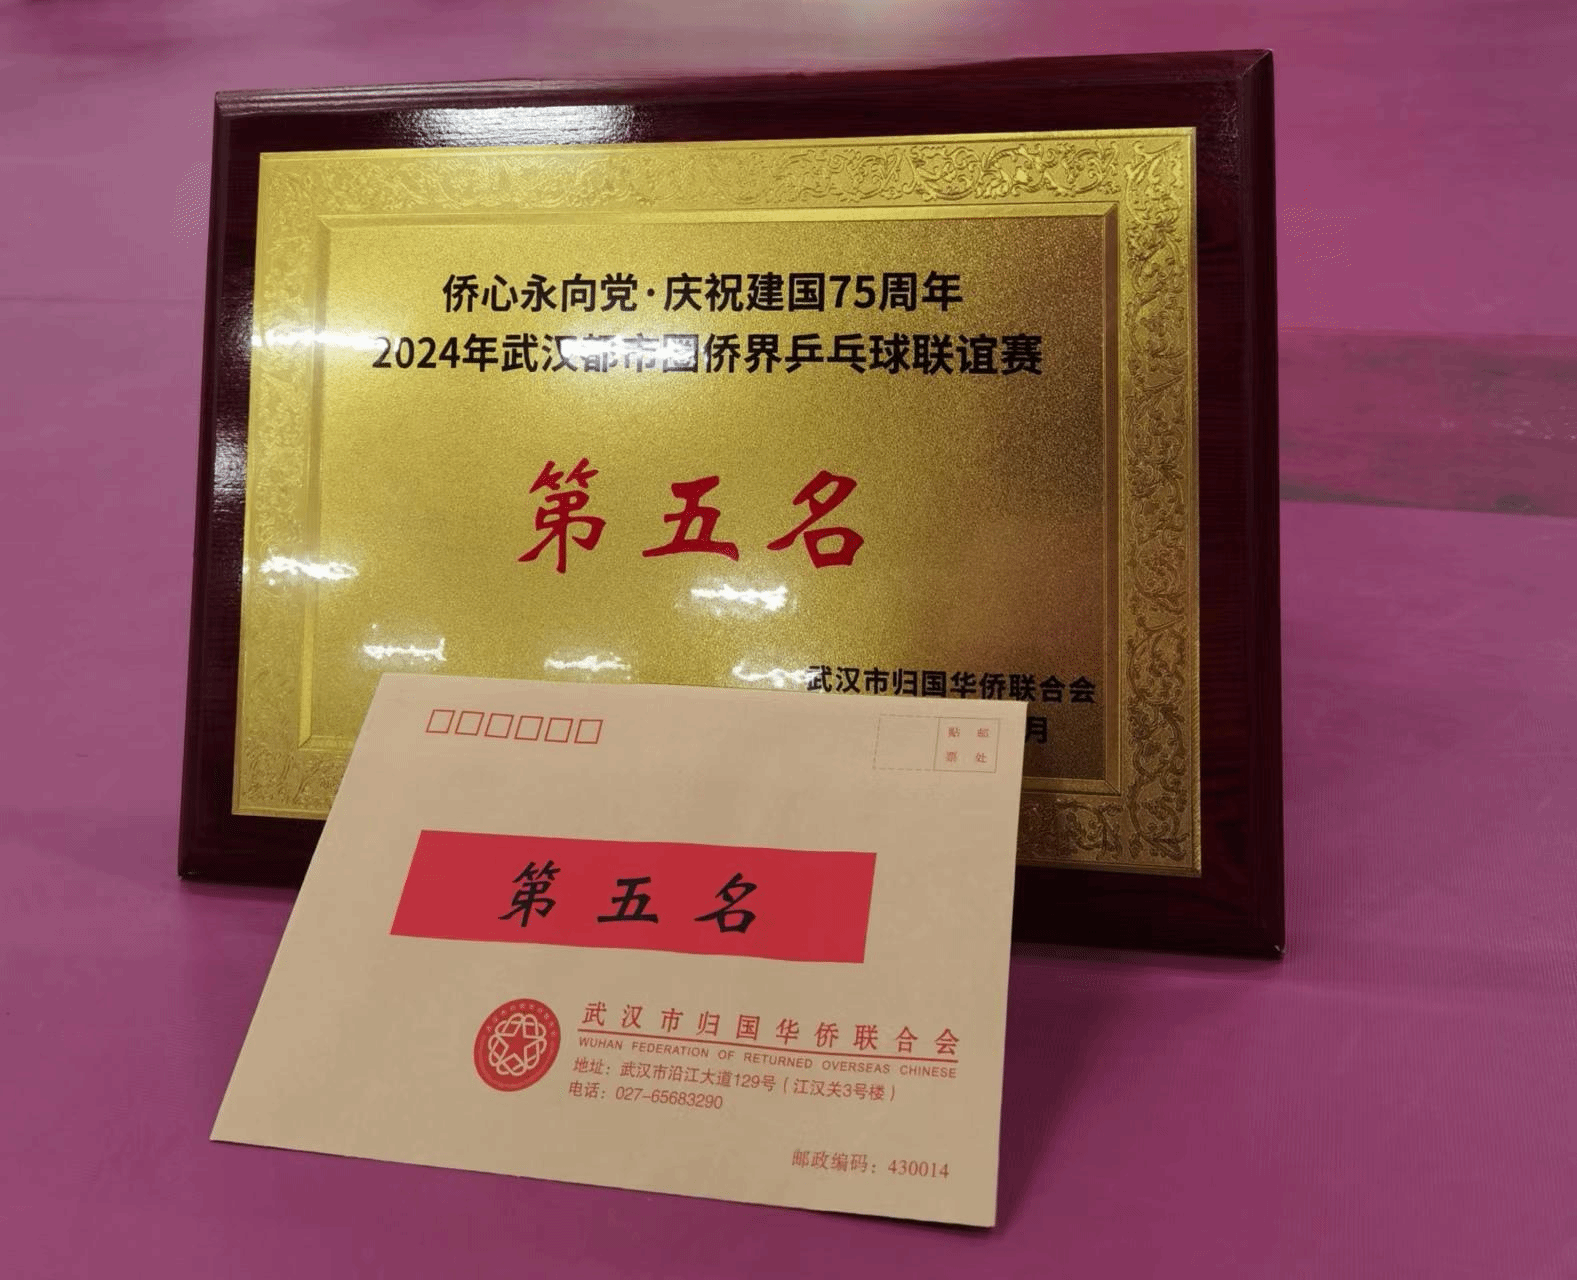 侨心永向党·庆祝建国75周年
2024年武汉都市圈侨界乒乓球联谊赛
第五名
武汉市归国华侨联合会
月
贴 邮
票 处
第五名
武汉市归国华侨联合会
WUHAN FEDERATION OF RETURNED OVERSEAS CHINESE
地址：武汉市沿江大道129号（江汉关3号楼）
电话：027-65683290
邮政编码：430014